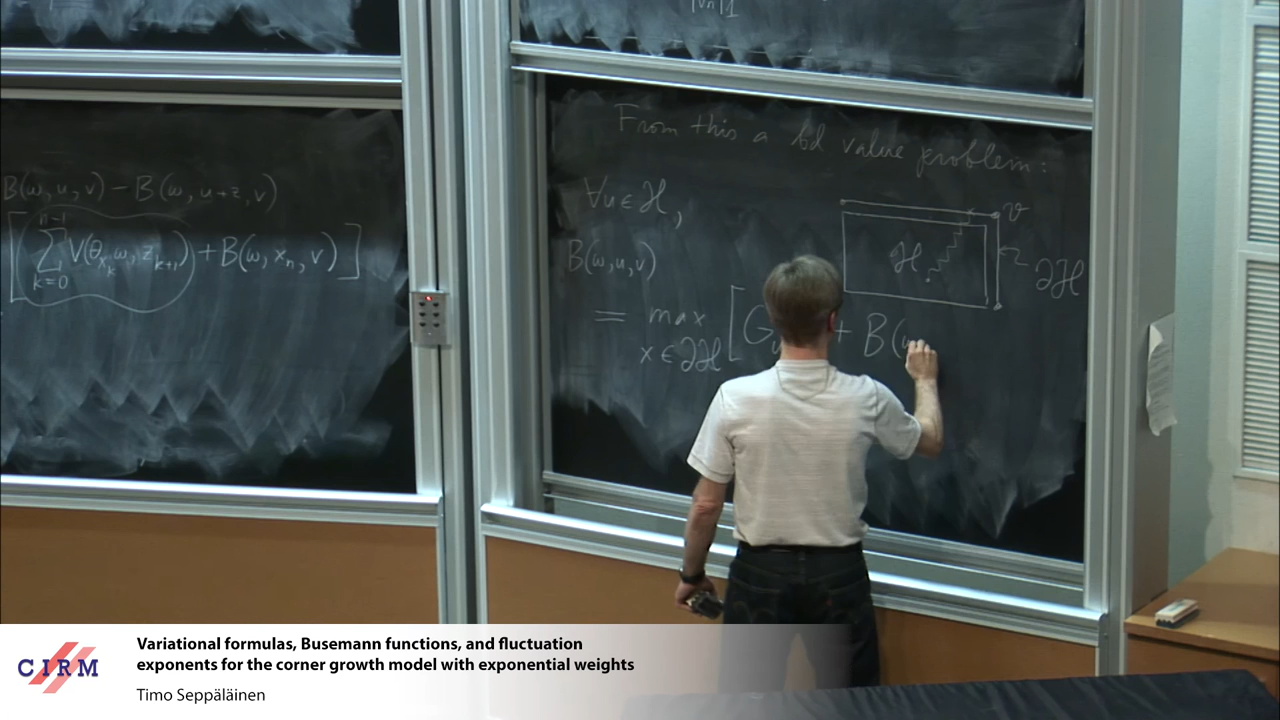 B(ω, u, v) − B(ω, u+z, v)
[ ∑_{k=0}^{n-1} V(θ_{x_k} ω, z_{k+1}) + B(ω, x_n, v) ]
From this a bd value problem:
∀u ∈ ℋ,
v
ℋ
∂ℋ
B(ω, u, v)
= max_{x ∈ ∂ℋ} [ G + B(ω
CIRM
Variational formulas, Busemann functions, and fluctuation
exponents for the corner growth model with exponential weights
Timo Seppäläinen